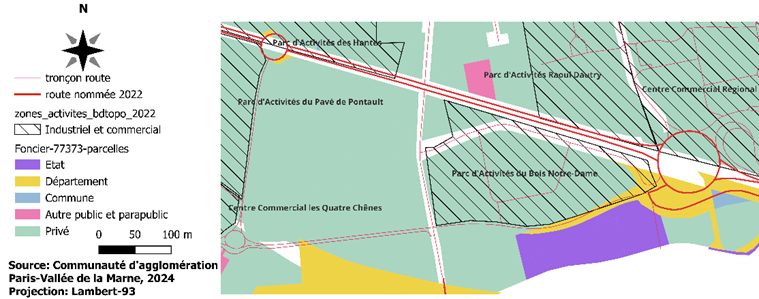 N
tronçon route
route nommée 2022
zones_activites_bdtopo_2022
Industriel et commercial
Foncier-77373-parcelles
Etat
Département
Commune
Autre public et parapublic
Privé
0 50 100 m
Source: Communauté d'agglomération
Paris-Vallée de la Marne, 2024
Projection: Lambert-93
Parc d'Activités des Hantes
Parc d'Activités Raoul Dautry
Centre Commercial Régional
Parc d'Activités du Pavé de Pontault
Parc d'Activités du Bois Notre-Dame
Centre Commercial les Quatre Chênes